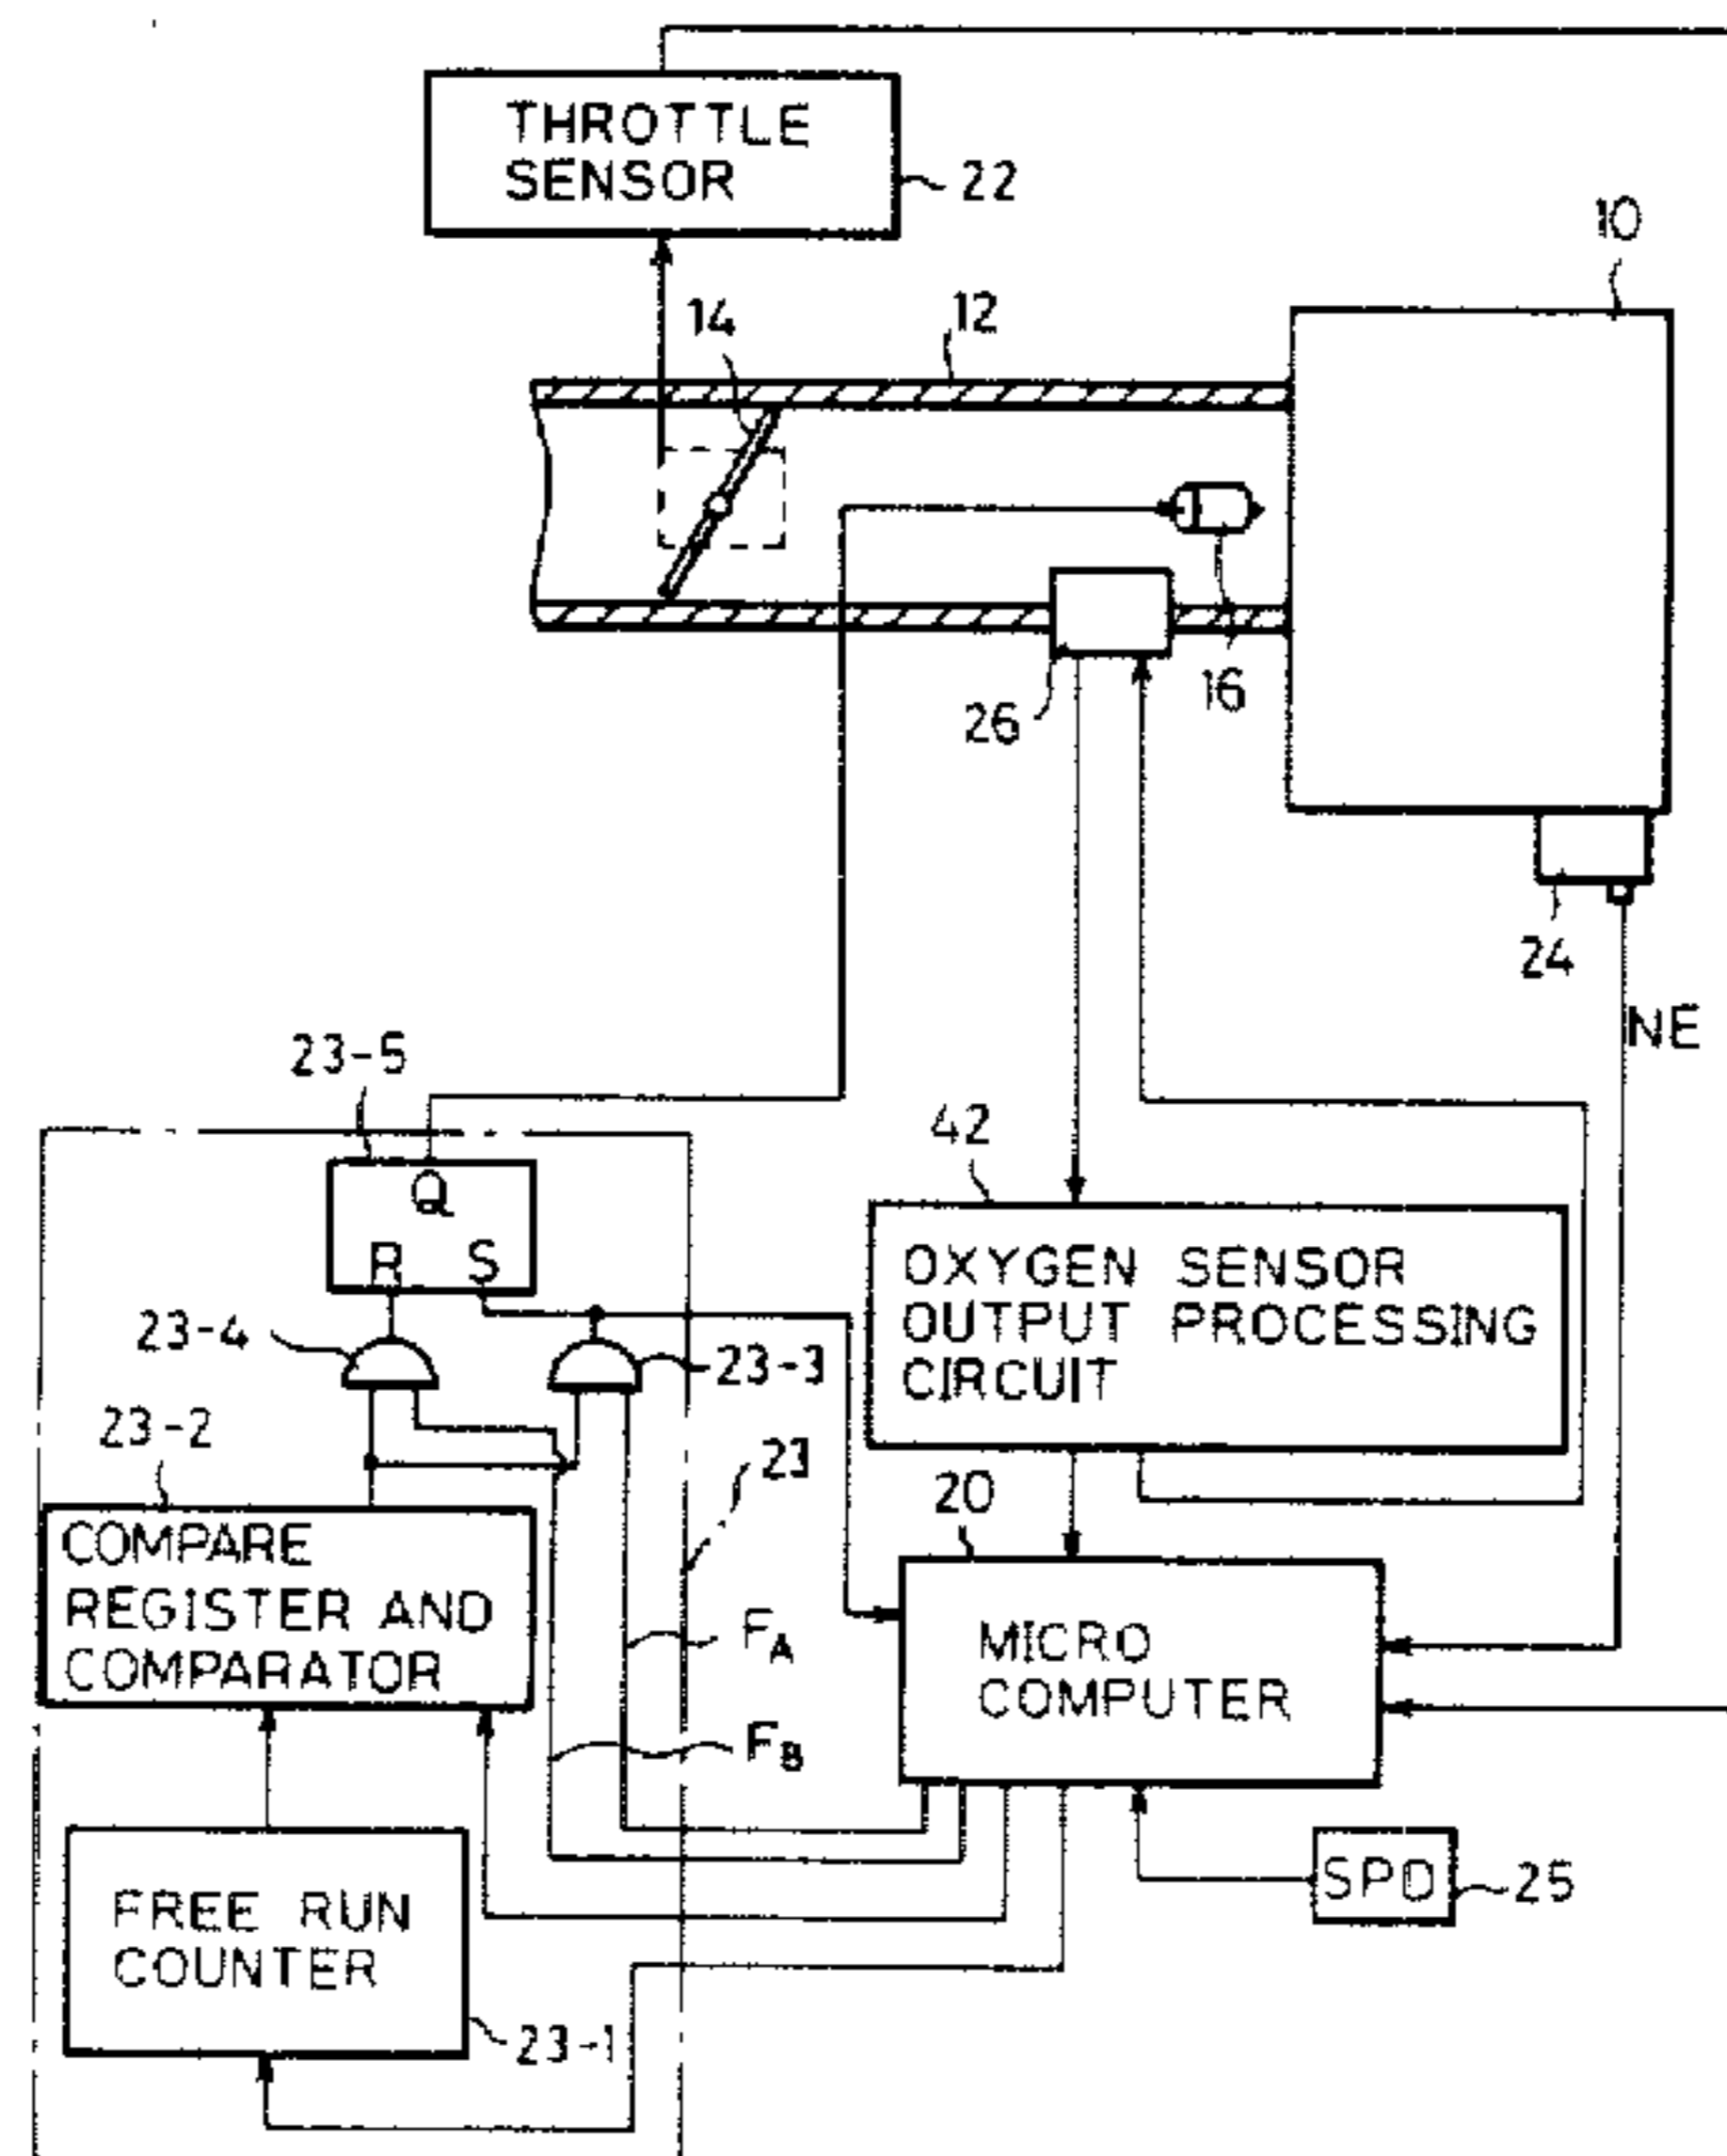 THROTTLE
SENSOR
22
10
14
12
16
26
24
NE
23-5
42
Q
R S
OXYGEN SENSOR
OUTPUT PROCESSING
CIRCUIT
23-4
23-3
23-2
23
20
COMPARE
REGISTER AND
COMPARATOR
MICRO
COMPUTER
FA
FB
SPD
25
FREE RUN
COUNTER
23-1